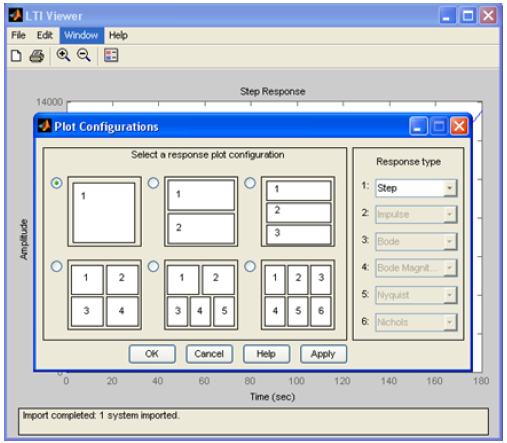 LTI Viewer
File Edit Window Help
Step Response
14000
Plot Configurations
Select a response plot configuration
1
1
2
1
2
3
1 2
3 4
1 2
3 4 5
1 2 3
4 5 6
Response type
1: Step
2: Impulse
3: Bode
4: Bode Magnit...
5: Nyquist
6: Nichols
OK Cancel Help Apply
Amplitude
0
0 20 40 60 80 100 120 140 160 180
Time (sec)
Import completed: 1 system imported.